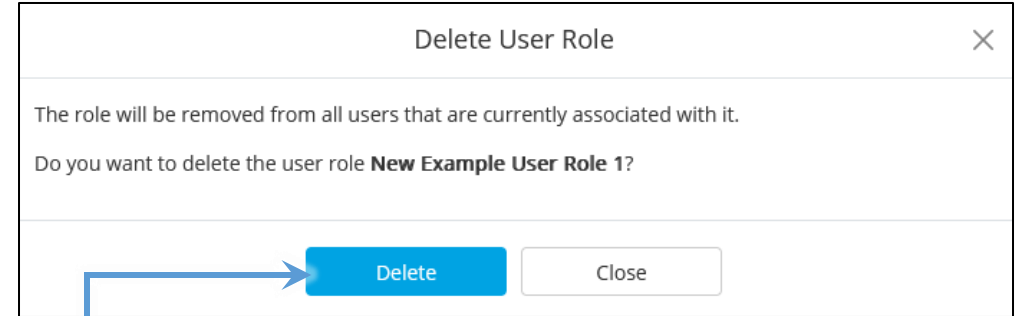 Delete User Role
The role will be removed from all users that are currently associated with it.
Do you want to delete the user role New Example User Role 1?
Delete
Close